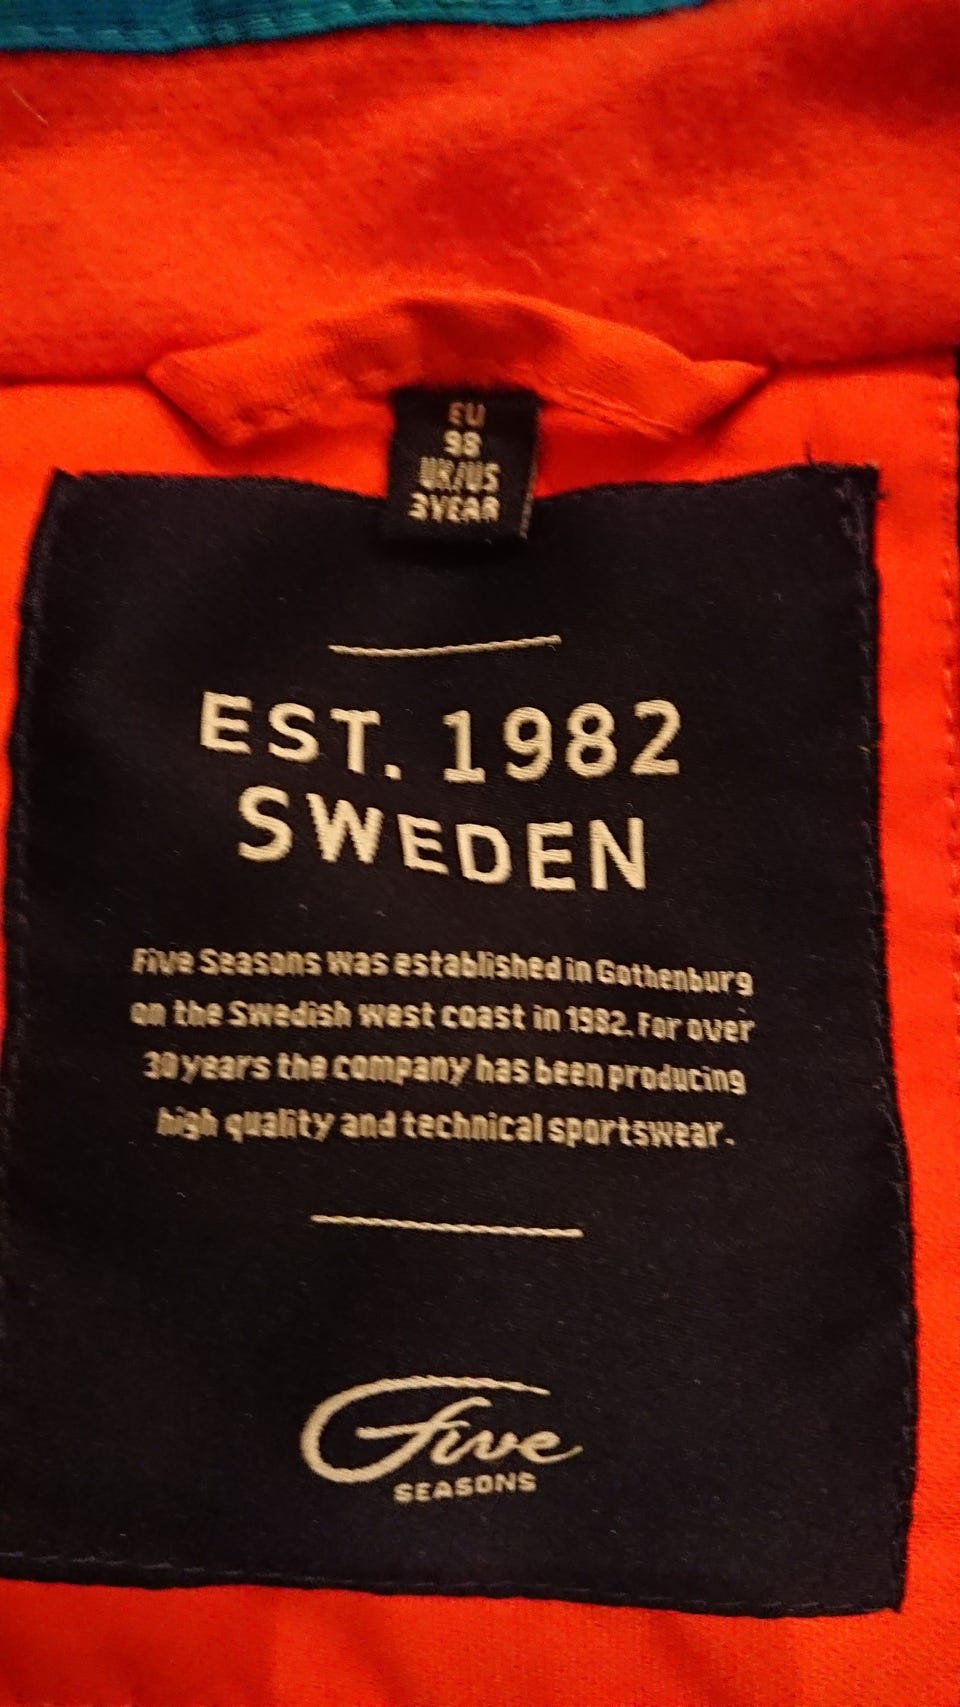 EU
98
UK/US
3YEAR
EST. 1982
SWEDEN
Five Seasons was established in Gothenburg
on the Swedish west coast in 1982. For over
30 years the company has been producing
high quality and technical sportswear.
Five
SEASONS